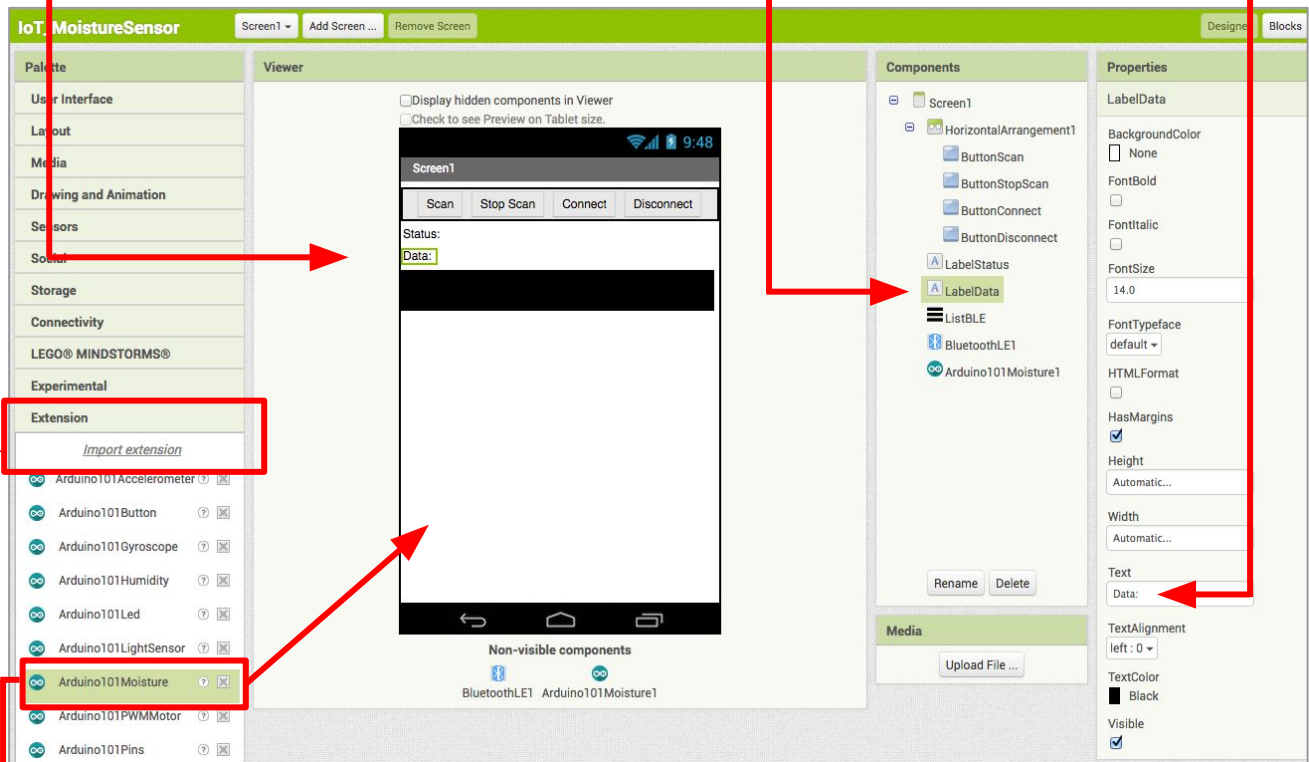 IoT_MoistureSensor
Screen1
Add Screen ...
Remove Screen
Designer
Blocks
Palette
User Interface
Layout
Media
Drawing and Animation
Sensors
Social
Storage
Connectivity
LEGO® MINDSTORMS®
Experimental
Extension
Import extension
Arduino101Accelerometer ?
Arduino101Button ?
Arduino101Gyroscope ?
Arduino101Humidity ?
Arduino101Led ?
Arduino101LightSensor ?
Arduino101Moisture ?
Arduino101PWMMotor ?
Arduino101Pins ?
Viewer
Display hidden components in Viewer
Check to see Preview on Tablet size.
9:48
Screen1
Scan
Stop Scan
Connect
Disconnect
Status:
Data:
Non-visible components
BluetoothLE1
Arduino101Moisture1
Components
Screen1
HorizontalArrangement1
ButtonScan
ButtonStopScan
ButtonConnect
ButtonDisconnect
A LabelStatus
A LabelData
ListBLE
BluetoothLE1
Arduino101Moisture1
Rename
Delete
Media
Upload File ...
Properties
LabelData
BackgroundColor
None
FontBold
FontItalic
FontSize
14.0
FontTypeface
default
HTMLFormat
HasMargins
Height
Automatic...
Width
Automatic...
Text
Data:
TextAlignment
left : 0
TextColor
Black
Visible